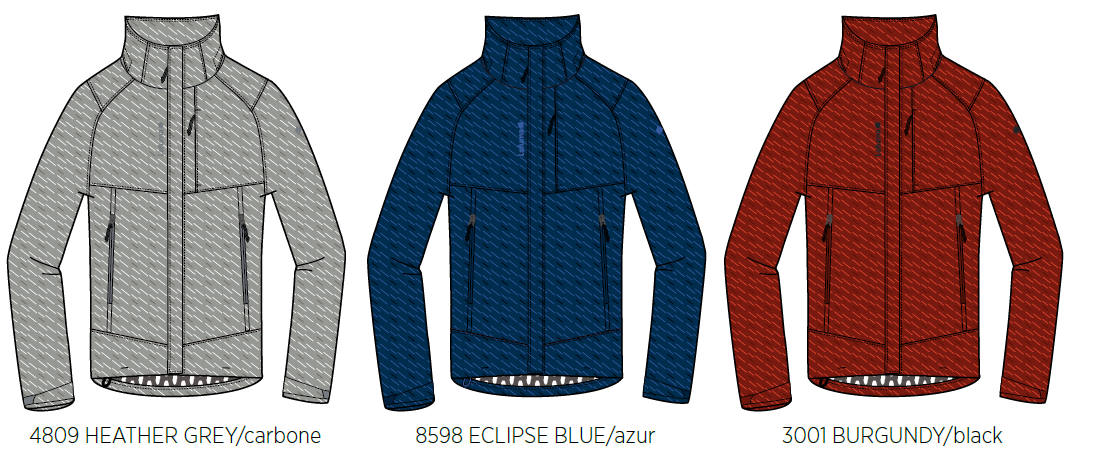 4809 HEATHER GREY/carbone
8598 ECLIPSE BLUE/azur
3001 BURGUNDY/black